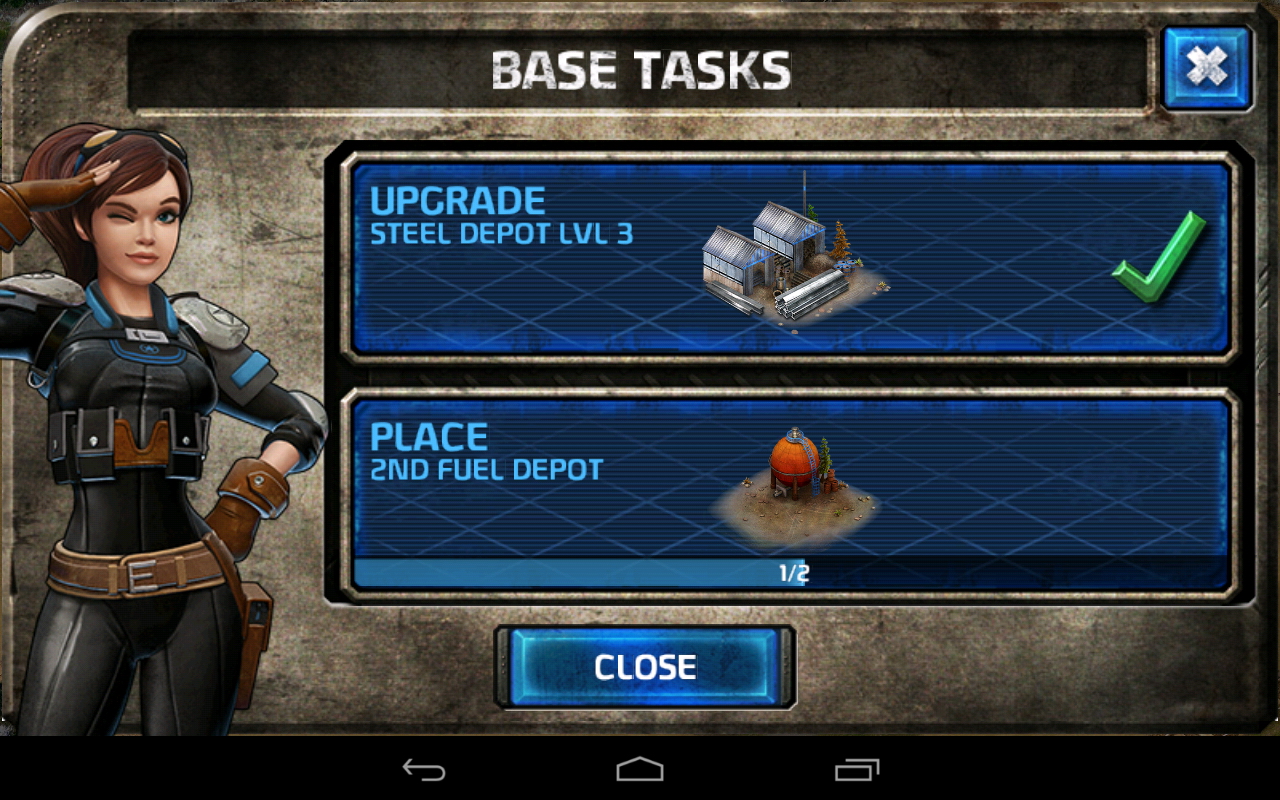 BASE TASKS
UPGRADE
STEEL DEPOT LVL 3
PLACE
2ND FUEL DEPOT
1/2
CLOSE